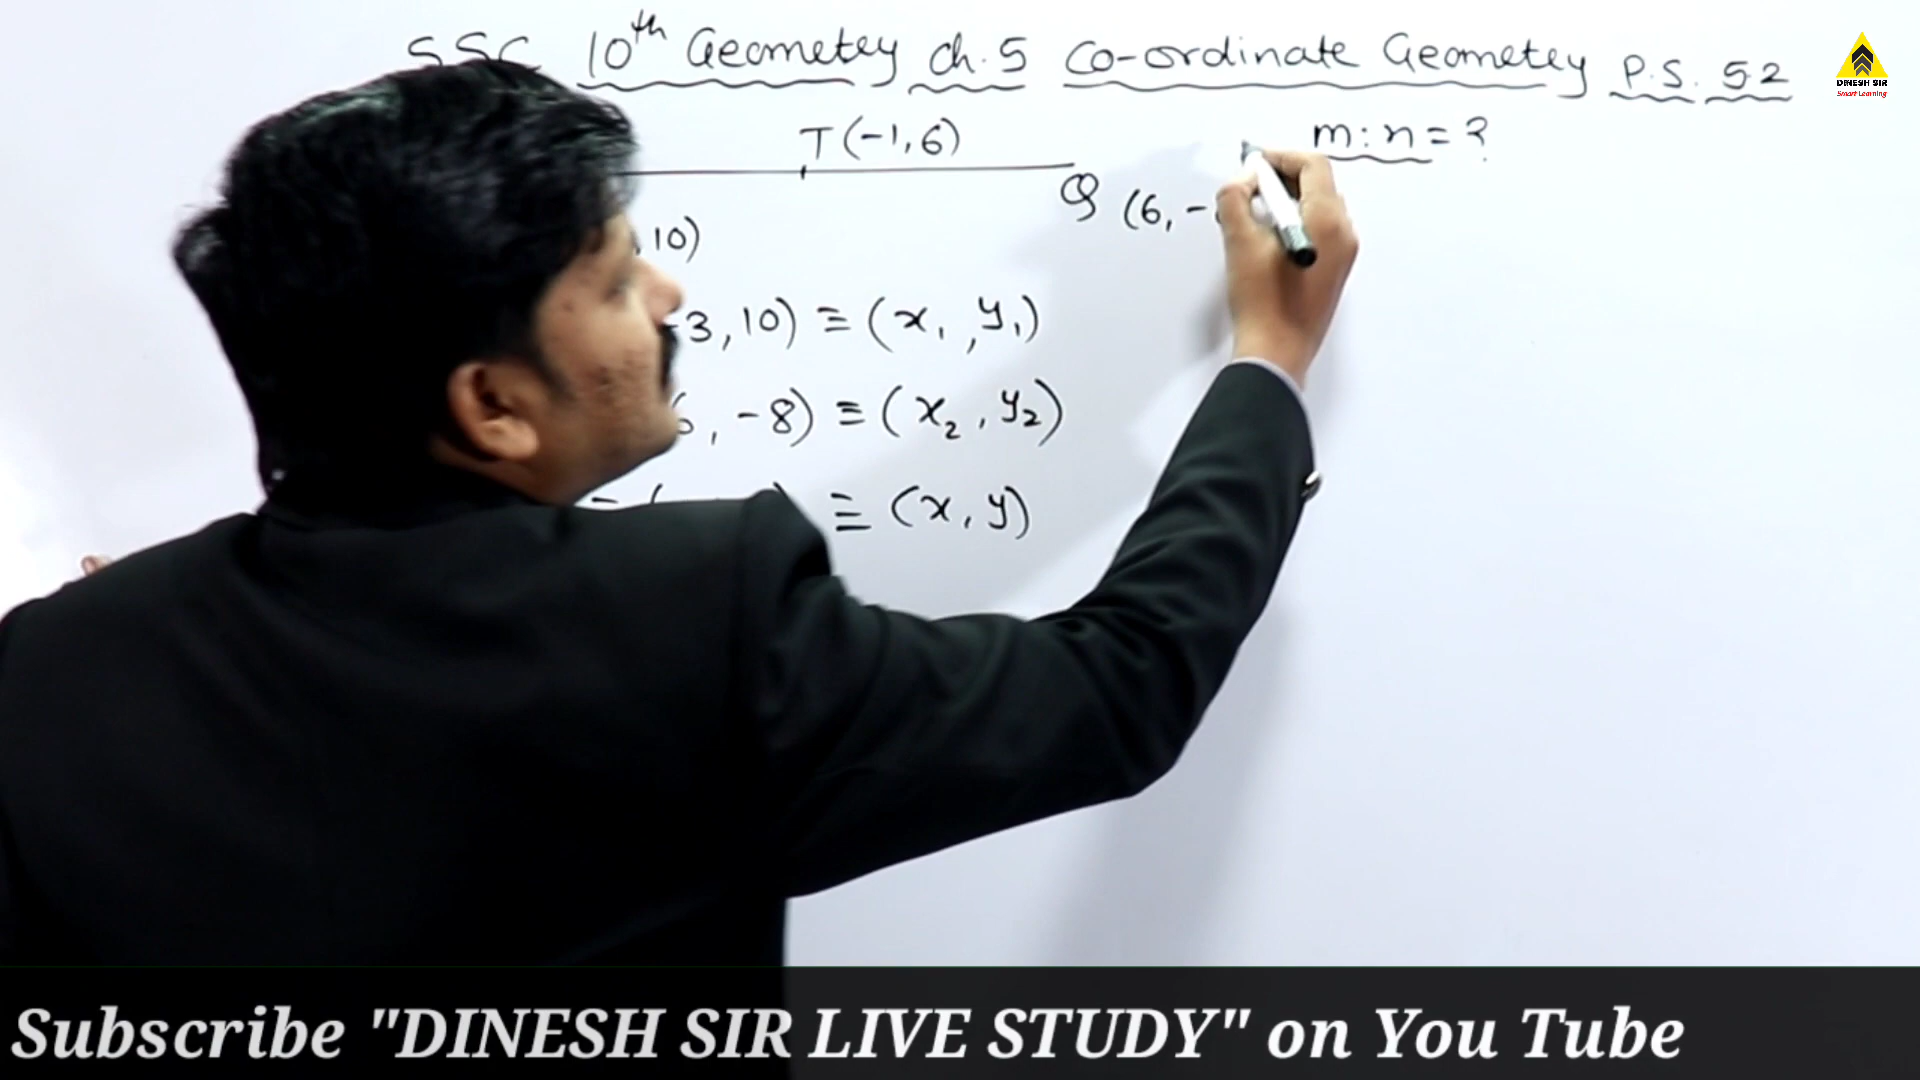 SSC 10th Geometry Ch.5 Co-ordinate Geometry P.S. 5.2
DINESH SIR
Smart Learning
T(-1,6)
m:n=?
Q (6, -
,10)
-3,10) ≡ (x₁, y₁)
, -8) ≡ (x₂, y₂)
≡ (x, y)
Subscribe "DINESH SIR LIVE STUDY" on You Tube